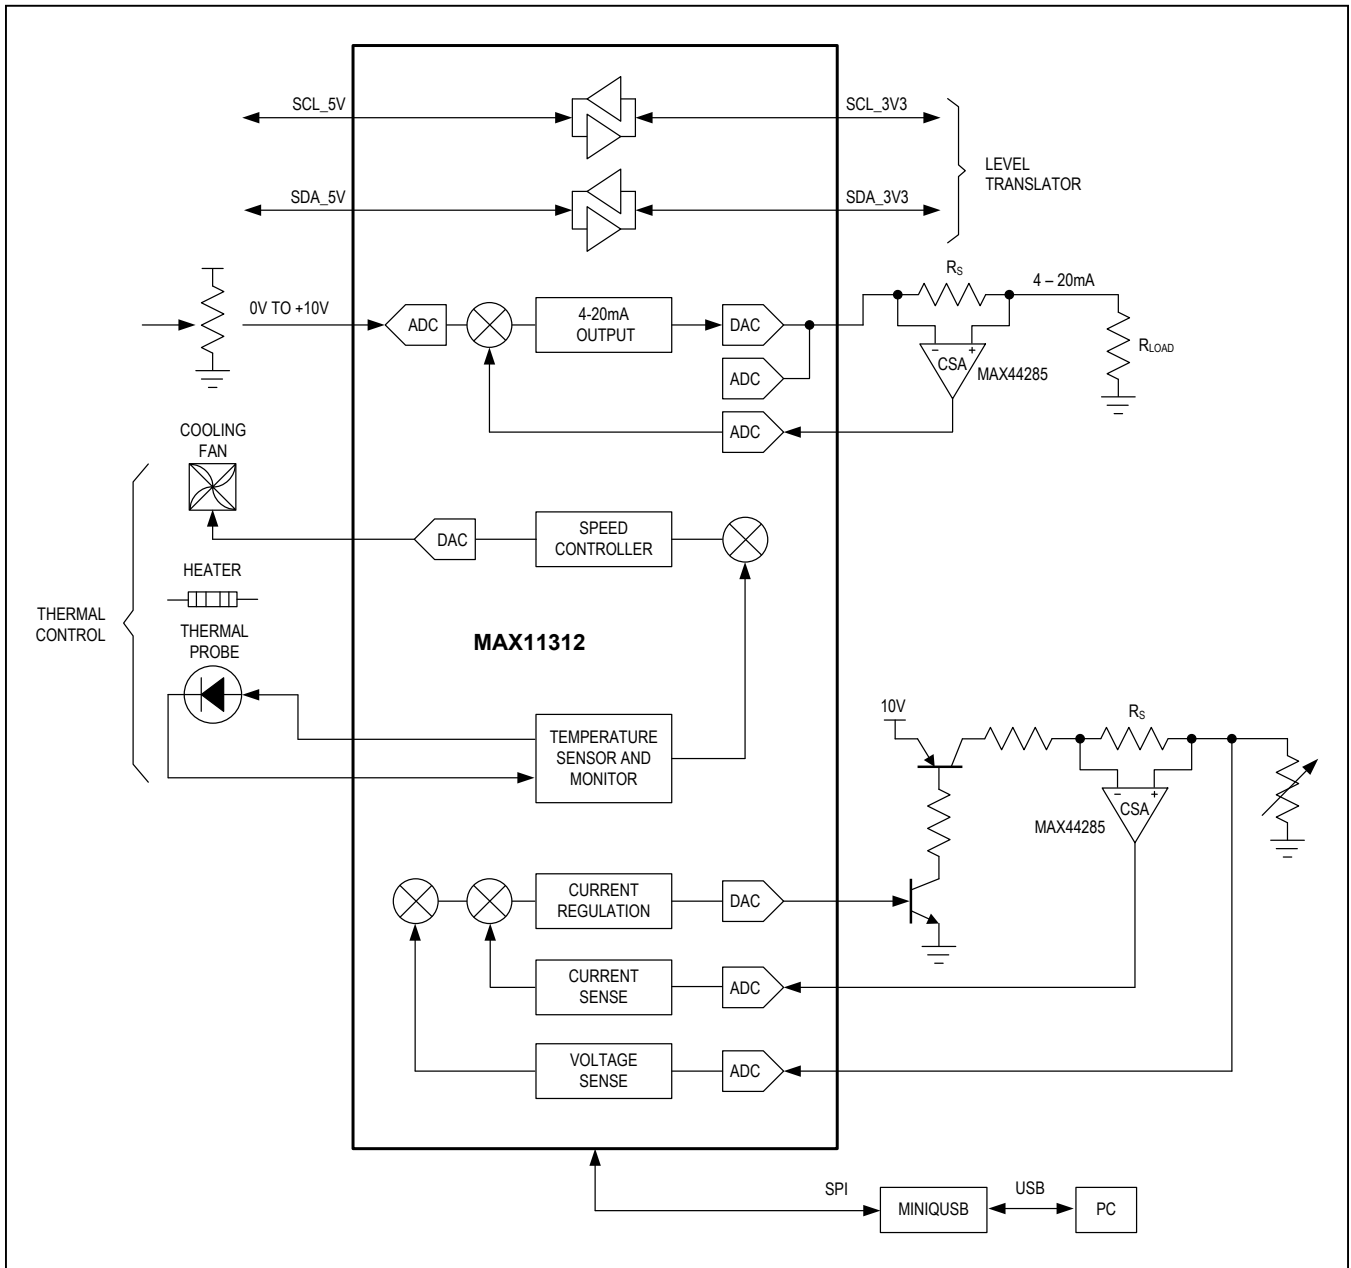 SCL_5V
SCL_3V3
LEVEL
TRANSLATOR
SDA_5V
SDA_3V3
RS
4 – 20mA
0V TO +10V
ADC
4-20mA
OUTPUT
DAC
ADC
– +
CSA
MAX44285
RLOAD
ADC
COOLING
FAN
DAC
SPEED
CONTROLLER
HEATER
THERMAL
CONTROL
THERMAL
PROBE
MAX11312
TEMPERATURE
SENSOR AND
MONITOR
10V
RS
– +
CSA
MAX44285
CURRENT
REGULATION
DAC
CURRENT
SENSE
ADC
VOLTAGE
SENSE
ADC
SPI
MINIQUSB
USB
PC